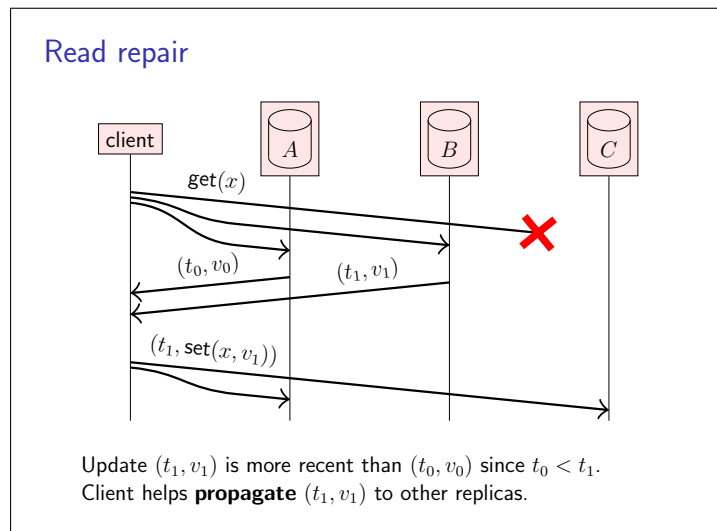 Read repair
client
A
B
C
get(x)
(t₀, v₀)
(t₁, v₁)
(t₁, set(x, v₁))
Update (t₁, v₁) is more recent than (t₀, v₀) since t₀ < t₁.
Client helps propagate (t₁, v₁) to other replicas.